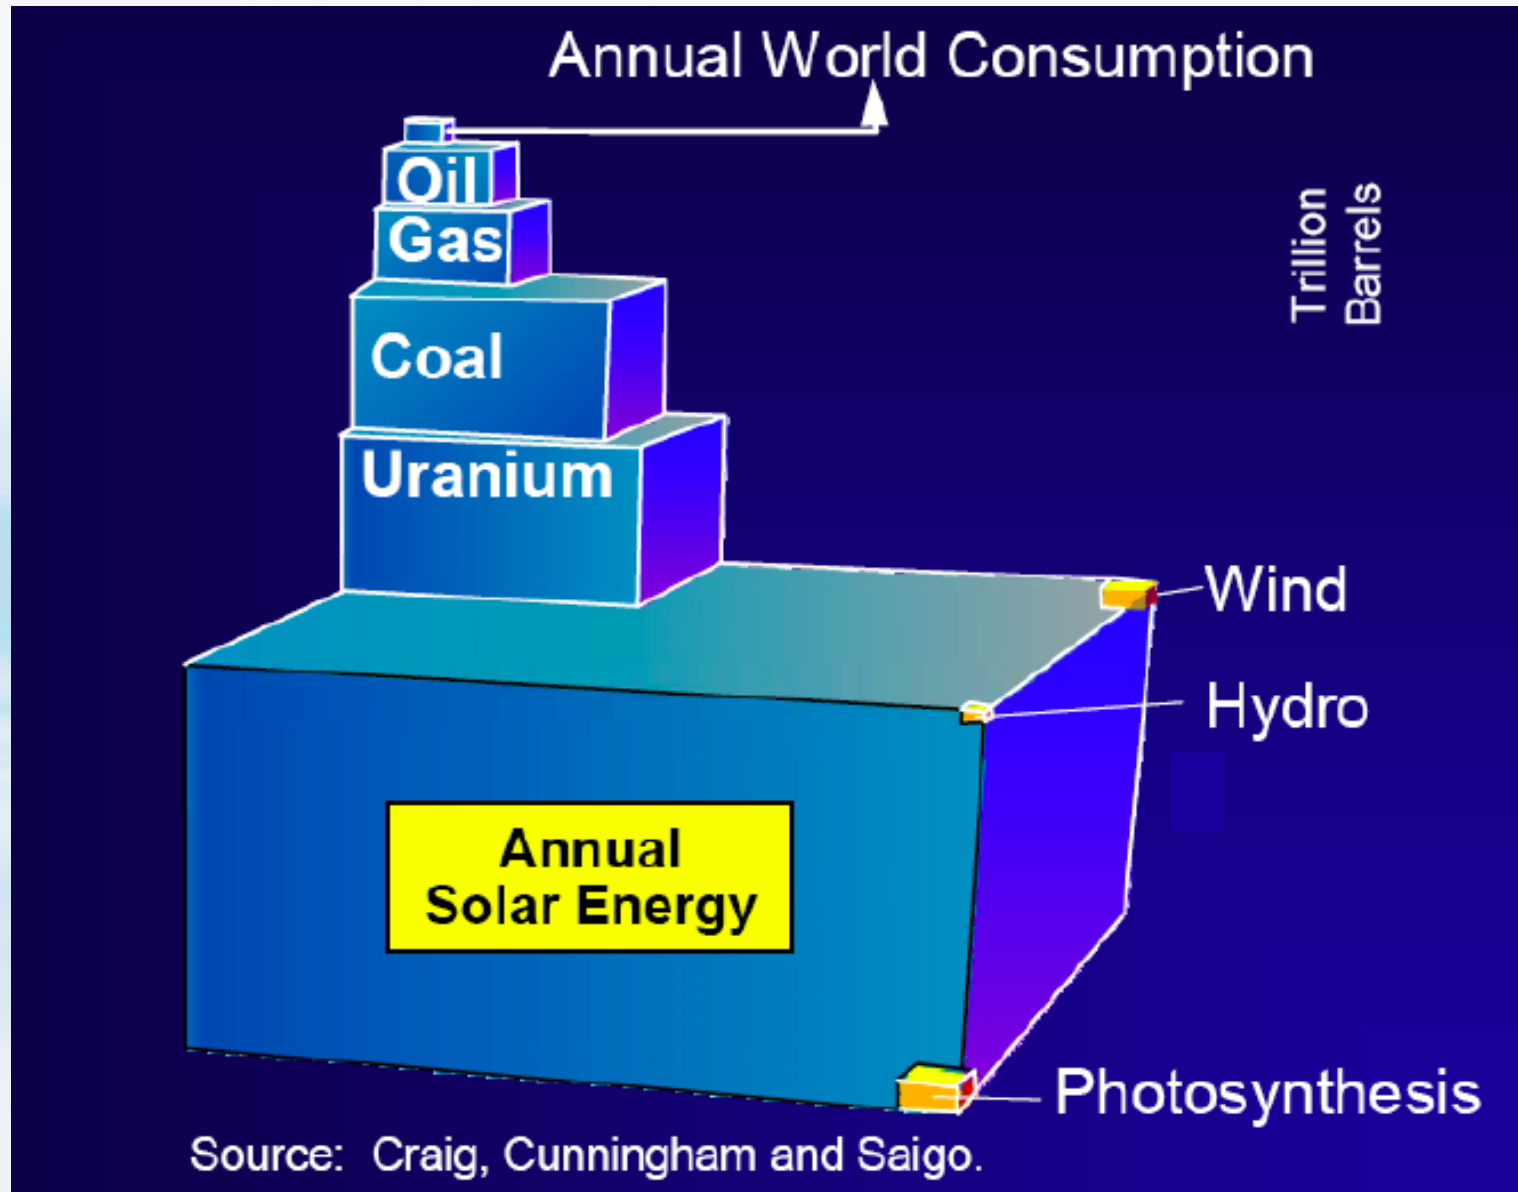 Annual World Consumption
Oil
Gas
Trillion
Barrels
Coal
Uranium
Wind
Hydro
Annual
Solar Energy
Photosynthesis
Source: Craig, Cunningham and Saigo.